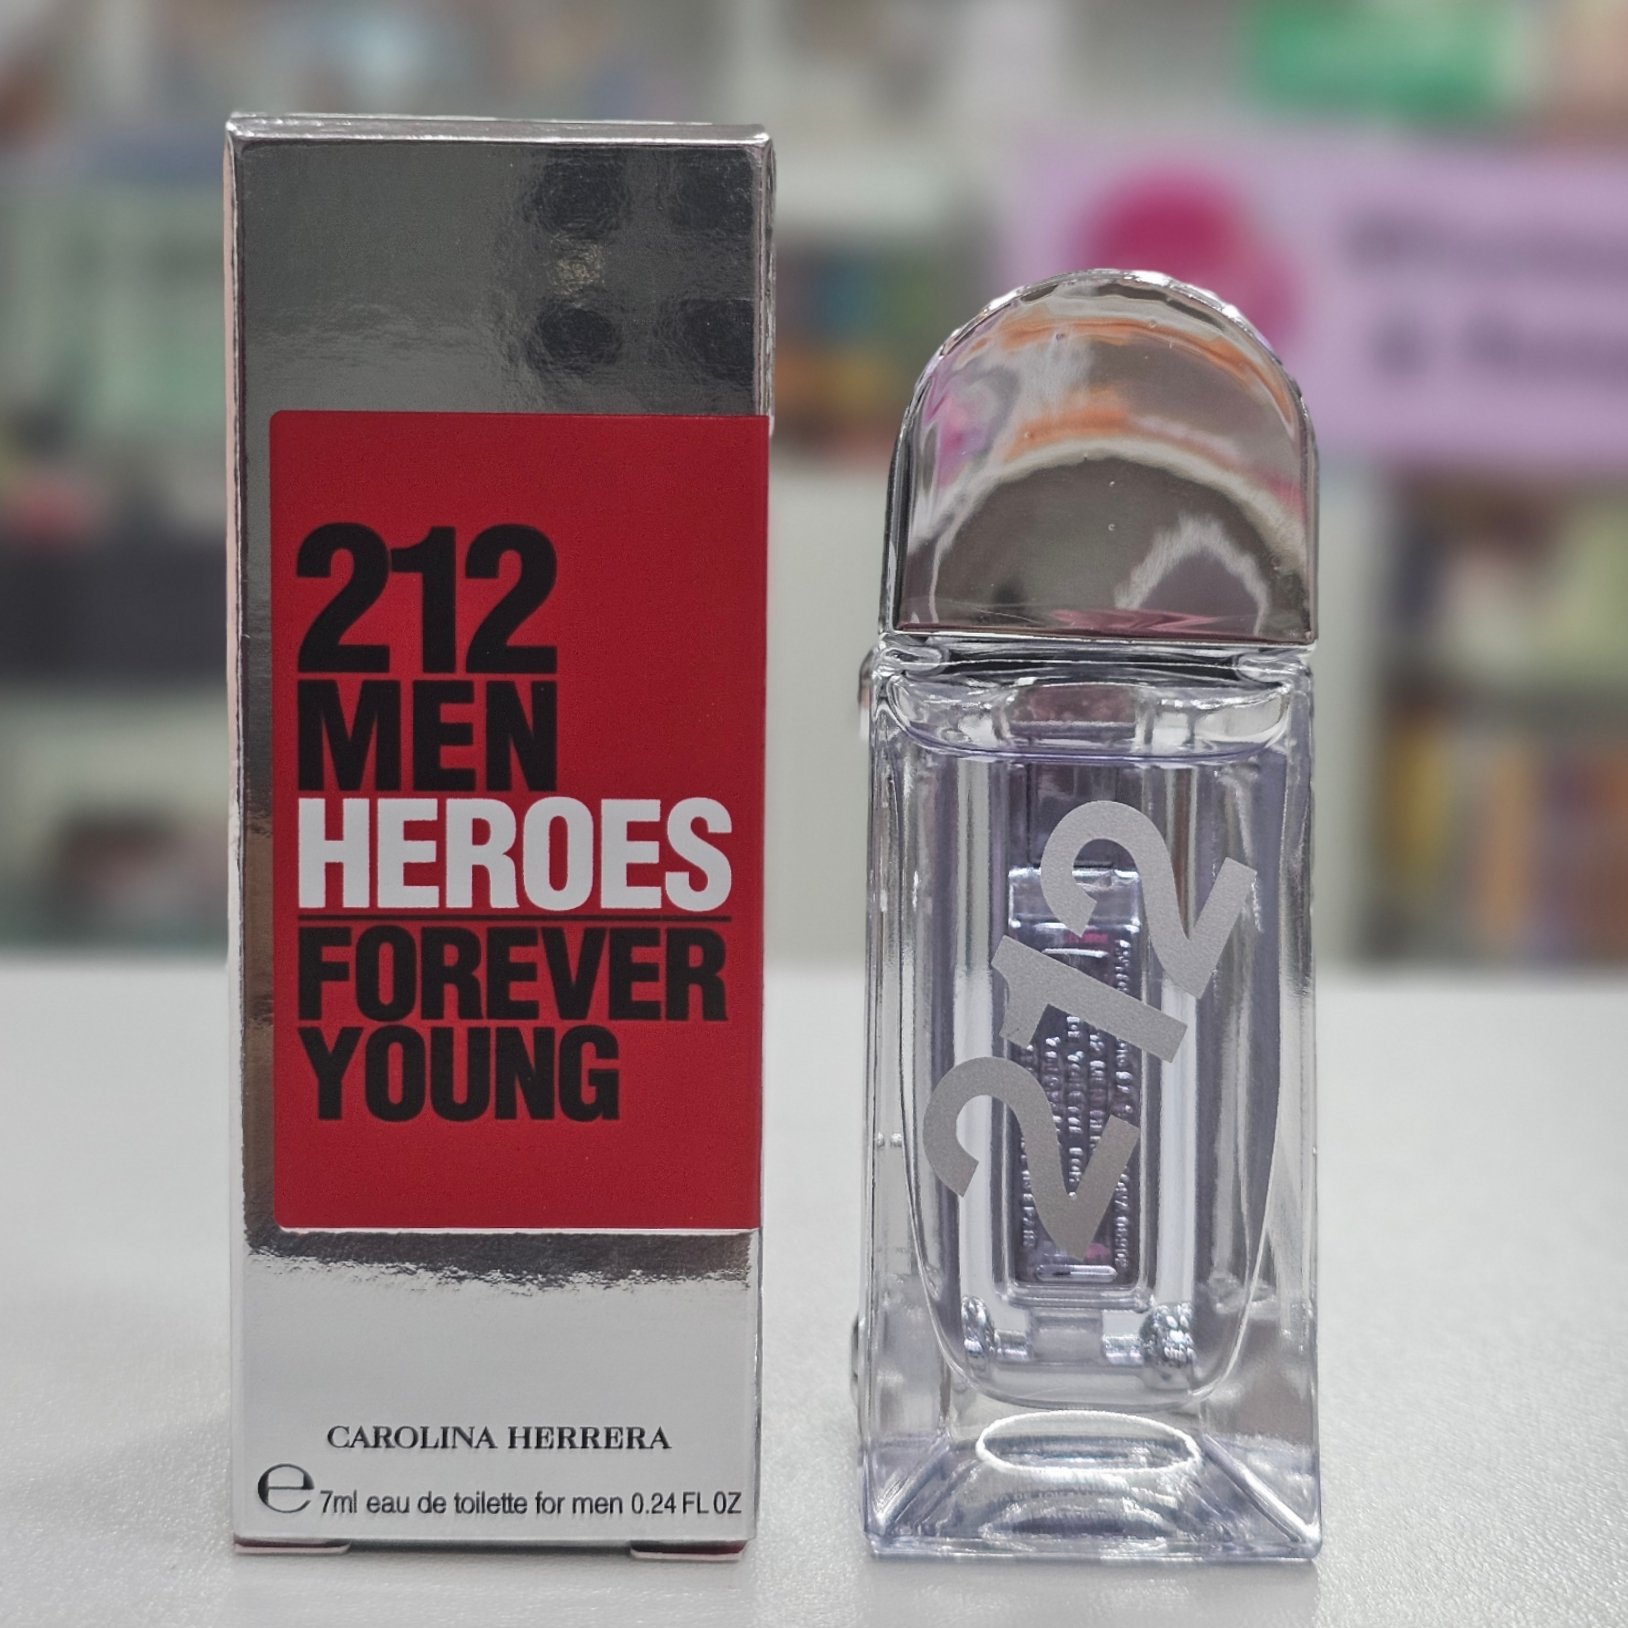 212
MEN
HEROES
FOREVER
YOUNG
CAROLINA HERRERA
e 7ml eau de toilette for men 0.24 FL OZ
212